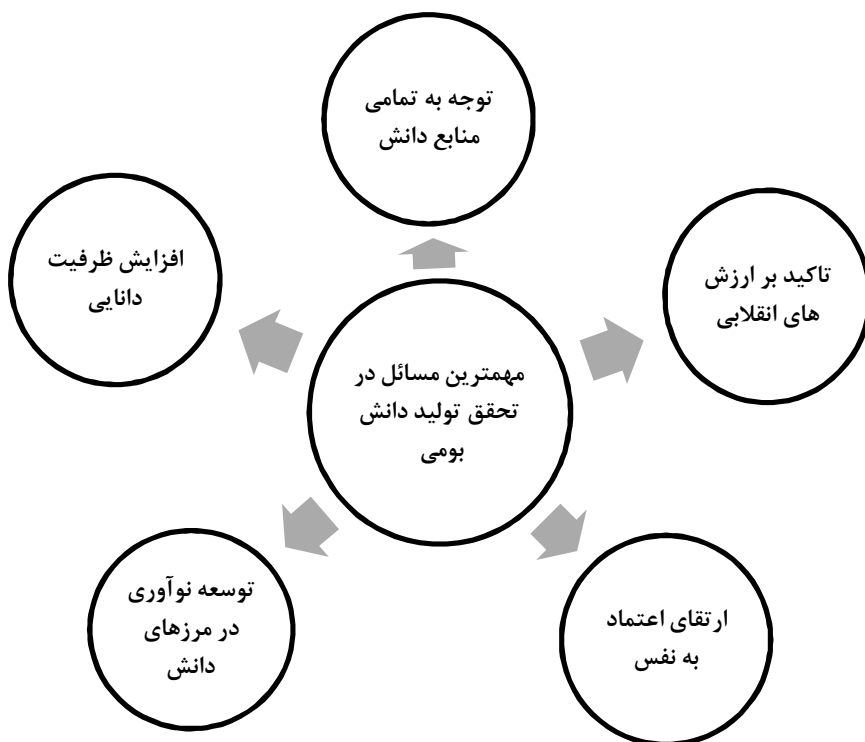 توجه به تمامی
منابع دانش
افزایش ظرفیت
دانایی
تاکید بر ارزش
های انقلابی
مهمترین مسائل در
تحقق تولید دانش
بومی
توسعه نوآوری
در مرزهای
دانش
ارتقای اعتماد
به نفس